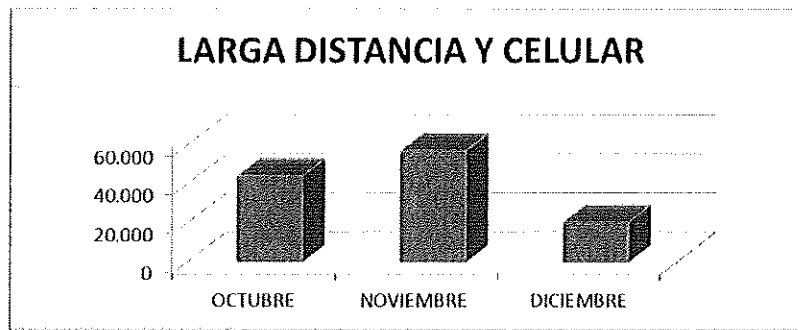 LARGA DISTANCIA Y CELULAR
60.000
40.000
20.000
0
OCTUBRE
NOVIEMBRE
DICIEMBRE